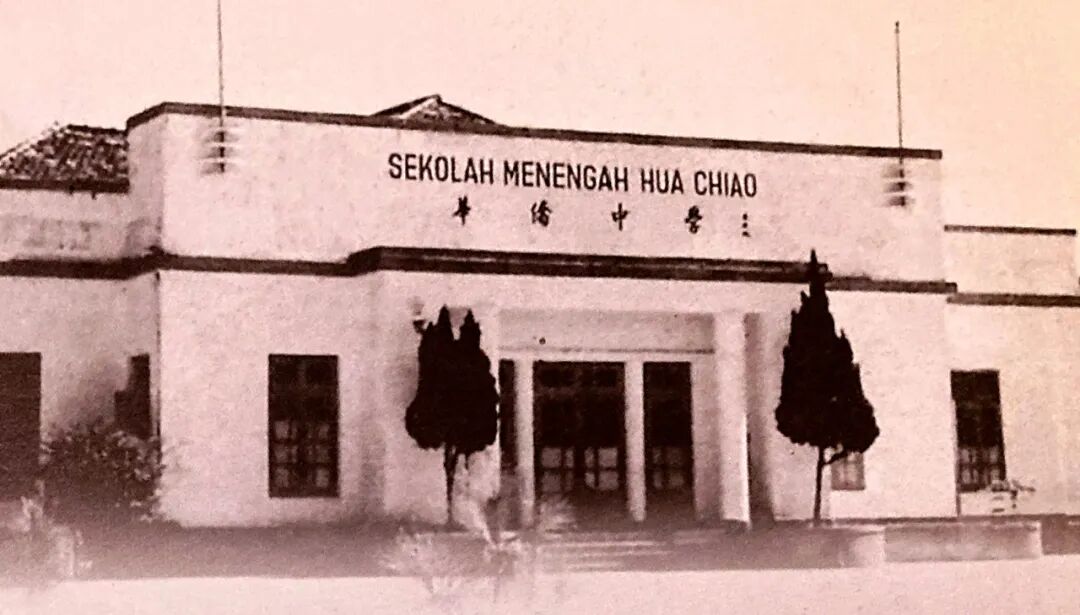 SEKOLAH MENENGAH HUA CHIAO
華僑中學